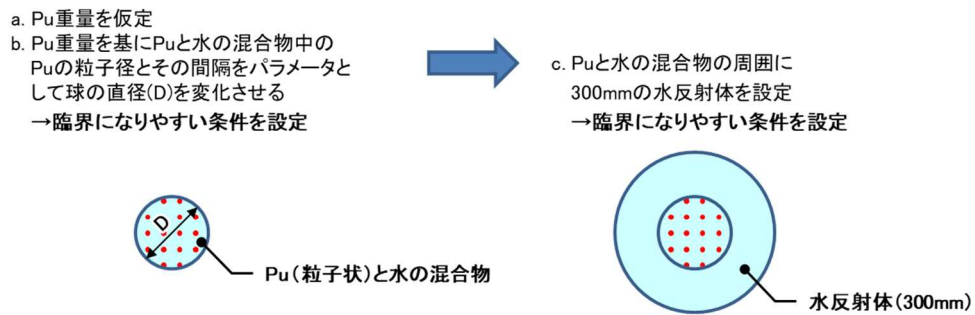 a. Pu重量を仮定
b. Pu重量を基にPuと水の混合物中の
Puの粒子径とその間隔をパラメータと
して球の直径(D)を変化させる
→臨界になりやすい条件を設定
c. Puと水の混合物の周囲に
300mmの水反射体を設定
→臨界になりやすい条件を設定
D
Pu(粒子状)と水の混合物
水反射体(300mm)